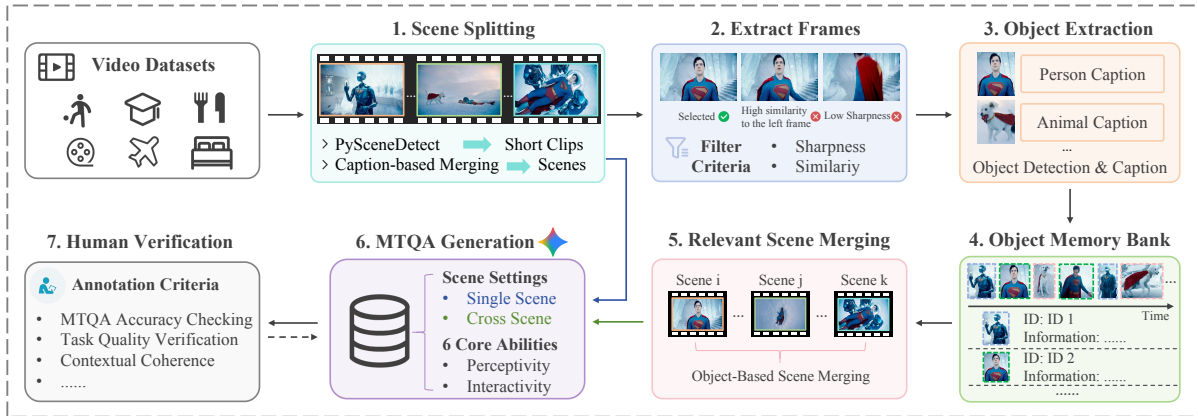 Video Datasets
1. Scene Splitting
...
...
> PySceneDetect Short Clips
> Caption-based Merging Scenes
2. Extract Frames
Selected
High similarity
to the left frame
Low Sharpness
Filter
Criteria
• Sharpness
• Similariy
3. Object Extraction
Person Caption
Animal Caption
...
Object Detection & Caption
4. Object Memory Bank
...
Time
ID: ID 1
Information: ......
ID: ID 2
Information: ......
......
5. Relevant Scene Merging
Scene i
Scene j
Scene k
...
...
Object-Based Scene Merging
6. MTQA Generation
Scene Settings
• Single Scene
• Cross Scene
6 Core Abilities
• Perceptivity
• Interactivity
7. Human Verification
Annotation Criteria
• MTQA Accuracy Checking
• Task Quality Verification
• Contextual Coherence
• ......